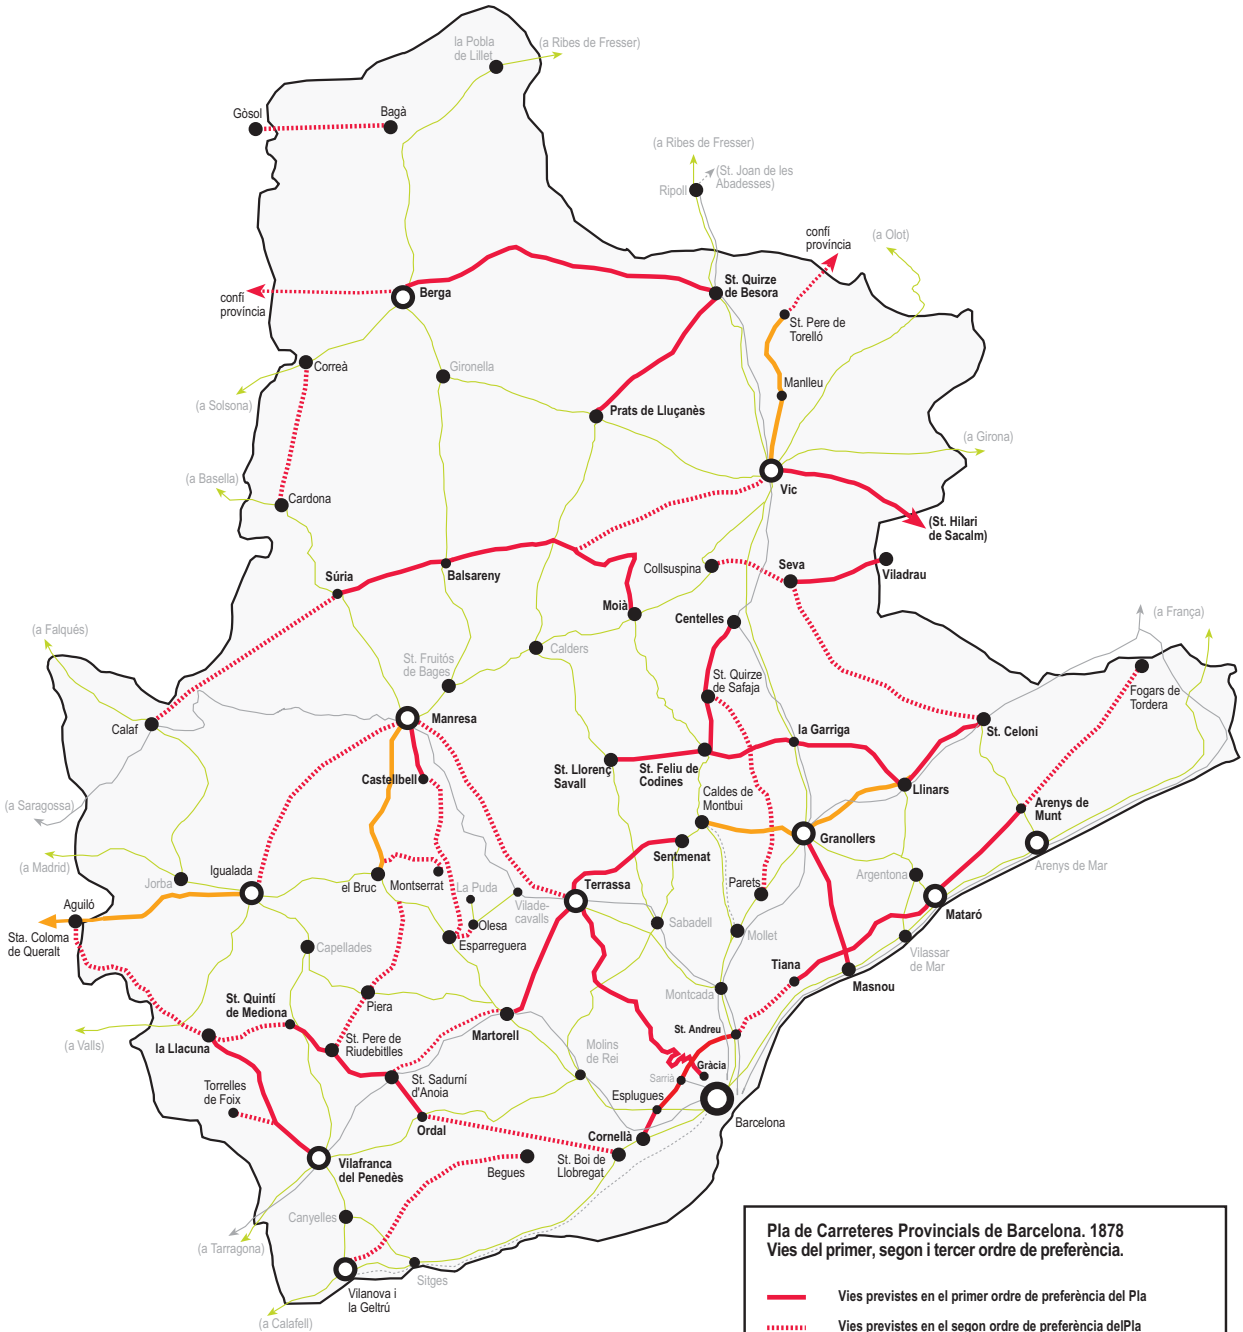 la Pobla
de Lillet
(a Ribes de Fresser)
Gòsol
Bagà
(a Ribes de Fresser)
(St. Joan de les
Abadesses)
Ripoll
confí
província
(a Olot)
confí
província
Berga
St. Quirze
de Besora
St. Pere de
Torelló
Correà
Gironella
Manlleu
(a Solsona)
Prats de Lluçanès
(a Girona)
(a Basella)
Cardona
Vic
(St. Hilari
de Sacalm)
Súria
Balsareny
Collsuspina
Seva
Viladrau
Moià
Centelles
(a França)
(a Falqués)
St. Fruitós
de Bages
Calders
St. Quirze
de Safaja
Fogars de
Tordera
Calaf
Manresa
la Garriga
St. Celoni
Castellbell
St. Llorenç
Savall
St. Feliu de
Codines
Llinars
(a Saragossa)
Caldes de
Montbui
Arenys de
Munt
Granollers
Sentmenat
(a Madrid)
Jorba
Igualada
el Bruc
Montserrat
La Puda
Vilade-
cavalls
Terrassa
Parets
Argentona
Arenys de Mar
Aguiló
Sta. Coloma
de Queralt
Olesa
Esparreguera
Capellades
Sabadell
Mollet
Mataró
Vilassar
de Mar
Tiana
Masnou
Piera
St. Quintí
de Mediona
Martorell
Montcada
(a Valls)
la Llacuna
St. Pere de
Riudebitlles
St. Andreu
Molins
de Rei
Gràcia
Sarrià
Torrelles
de Foix
St. Sadurní
d'Anoia
Esplugues
Barcelona
Ordal
Cornellà
Vilafranca
del Penedès
Begues
St. Boi de
Llobregat
Canyelles
(a Tarragona)
Sitges
Vilanova i
la Geltrú
(a Calafell)
Pla de Carreteres Provincials de Barcelona. 1878
Vies del primer, segon i tercer ordre de preferència.
Vies previstes en el primer ordre de preferència del Pla
Vies previstes en el segon ordre de preferència delPla